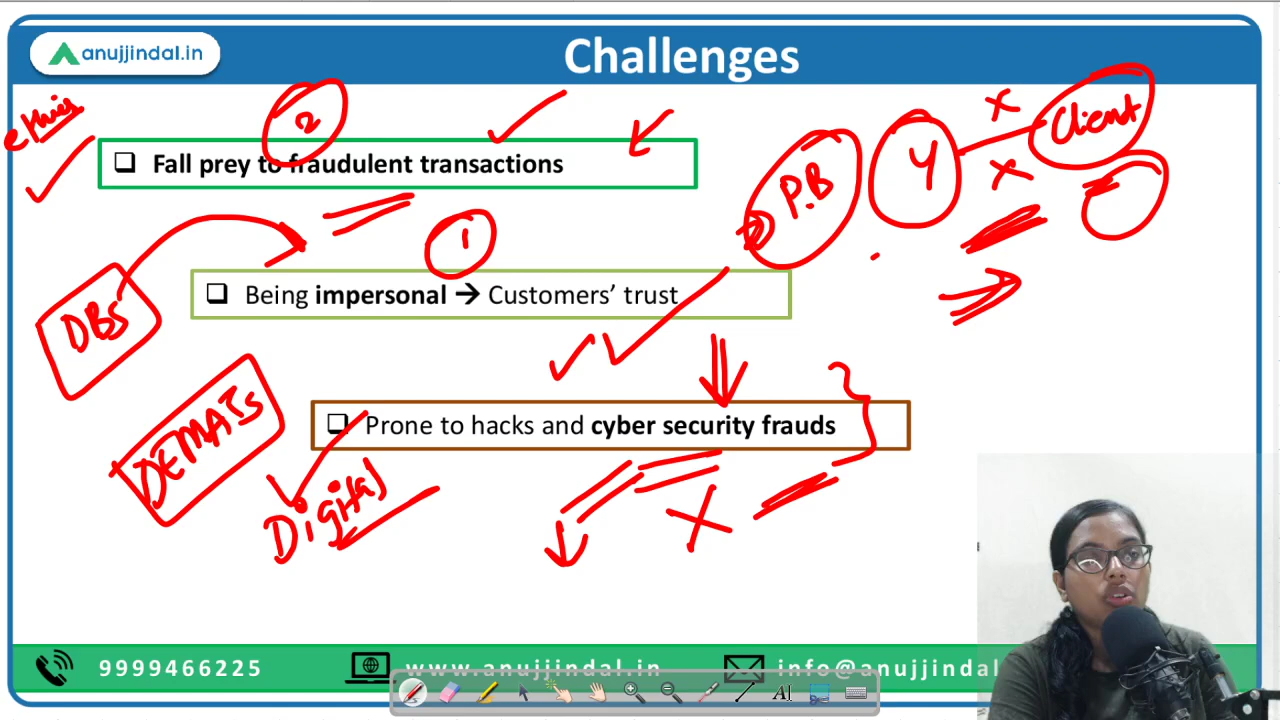 anujjindal.in
Challenges
ethics
2
Client
Y
P.B
Fall prey to fraudulent transactions
1
DBS
Being impersonal → Customers’ trust
DEMATs
Prone to hacks and cyber security frauds
Digital
9999466225
www.anujjindal.in
info@anujjindal
A